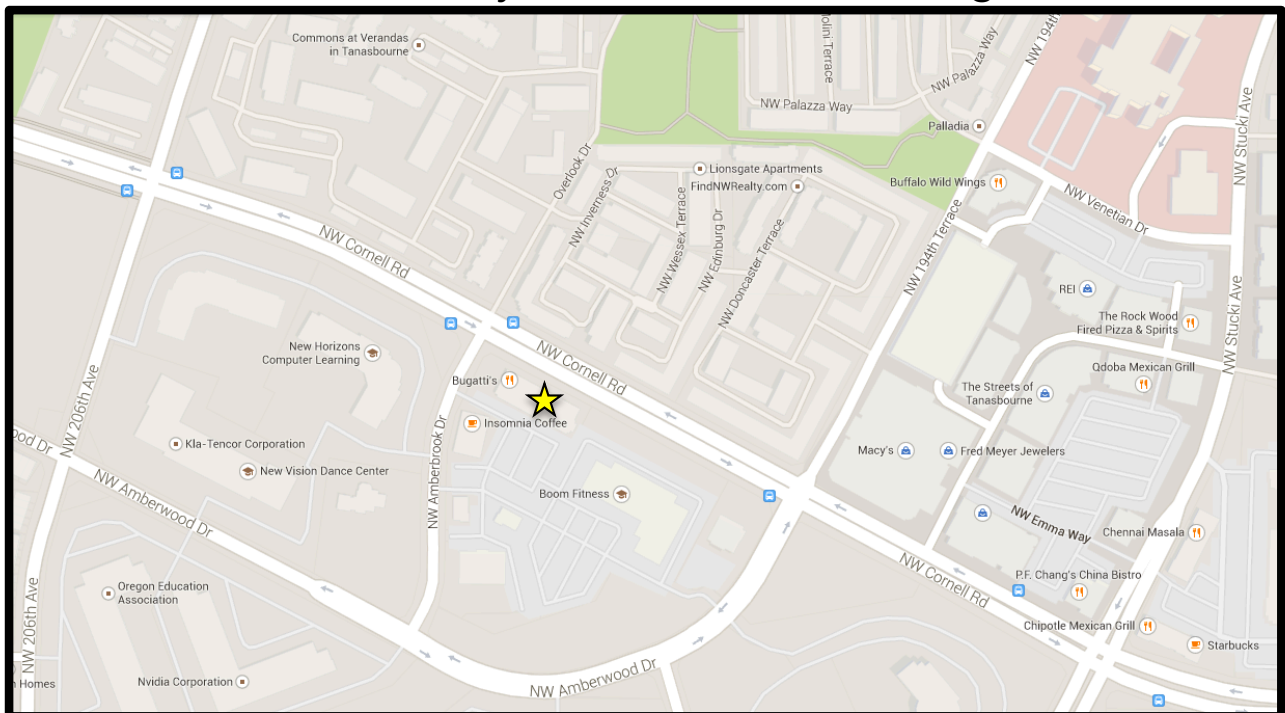 Commons at Verandas
in Tanasbourne
Terrace
NW Palazza Way
NW 194th
NW Palazza Way
Palladia
NW Stucki Ave
Overlook Dr
NW Inverness Dr
Lionsgate Apartments
FindNWRealty.com
Buffalo Wild Wings
NW Venetian Dr
NW Cornell Rd
NW Wessex Terrace
NW Edinburg Dr
NW Doncaster Terrace
NW 194th Terrace
REI
The Rock Wood
Fired Pizza & Spirits
NW Stucki Ave
New Horizons
Computer Learning
NW Cornell Rd
Qdoba Mexican Grill
Bugatti's
The Streets of
Tanasbourne
NW 206th Ave
Insomnia Coffee
Kla-Tencor Corporation
Macy's
Fred Meyer Jewelers
New Vision Dance Center
NW Amberbrook Dr
Boom Fitness
NW Amberwood Dr
NW Emma Way
Chennai Masala
NW Cornell Rd
P.F. Chang's China Bistro
Oregon Education
Association
NW 206th Ave
Chipotle Mexican Grill
Starbucks
Nvidia Corporation
NW Amberwood Dr
Homes